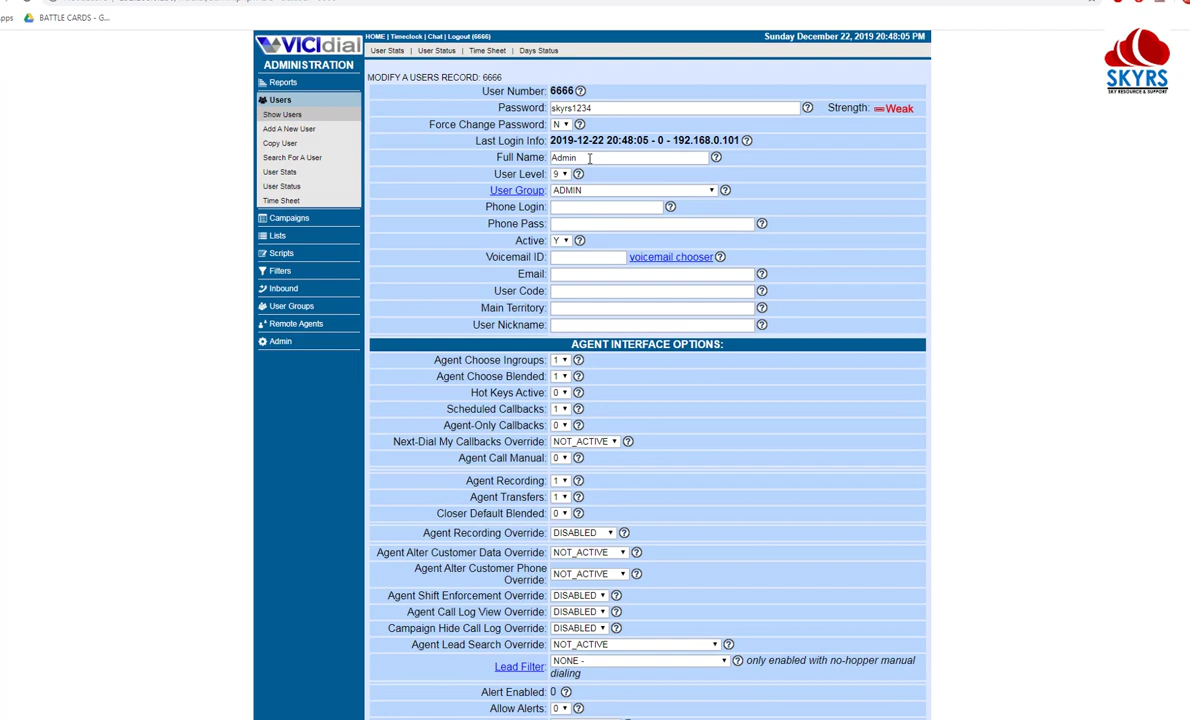 BATTLE CARDS - G...
VICIdial
HOME | Timeclock | Chat | Logout (6666)
Sunday December 22, 2019 20:48:05 PM
User Stats | User Status | Time Sheet | Days Status
ADMINISTRATION
Reports
Users
Show Users
Add A New User
Copy User
Search For A User
User Stats
User Status
Time Sheet
Campaigns
Lists
Scripts
Filters
Inbound
User Groups
Remote Agents
Admin
MODIFY A USERS RECORD: 6666
User Number: 6666
Password: skyrs1234 Strength: Weak
Force Change Password: N
Last Login Info: 2019-12-22 20:48:05 - 0 - 192.168.0.101
Full Name: Admin
User Level: 9
User Group: ADMIN
Phone Login:
Phone Pass:
Active: Y
Voicemail ID: voicemail chooser
Email:
User Code:
Main Territory:
User Nickname:
AGENT INTERFACE OPTIONS:
Agent Choose Ingroups: 1
Agent Choose Blended: 1
Hot Keys Active: 0
Scheduled Callbacks: 1
Agent-Only Callbacks: 0
Next-Dial My Callbacks Override: NOT_ACTIVE
Agent Call Manual: 0
Agent Recording: 1
Agent Transfers: 1
Closer Default Blended: 0
Agent Recording Override: DISABLED
Agent Alter Customer Data Override: NOT_ACTIVE
Agent Alter Customer Phone
Override: NOT_ACTIVE
Agent Shift Enforcement Override: DISABLED
Agent Call Log View Override: DISABLED
Campaign Hide Call Log Override: DISABLED
Agent Lead Search Override: NOT_ACTIVE
Lead Filter: NONE - only enabled with no-hopper manual
dialing
Alert Enabled: 0
Allow Alerts: 0
SKYRS
SKY RESOURCE & SUPPORT